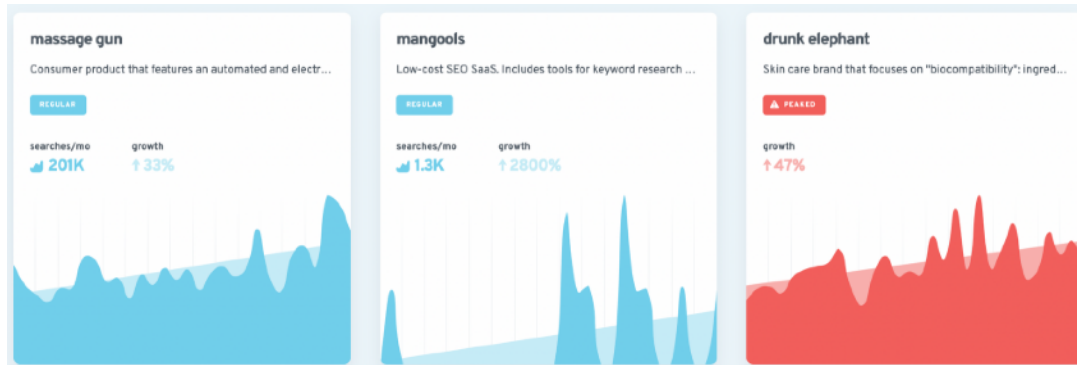 massage gun
Consumer product that features an automated and electr...
REGULAR
searches/mo growth
201K 33%
mangools
Low-cost SEO SaaS. Includes tools for keyword research ...
REGULAR
searches/mo growth
1.3K 2800%
drunk elephant
Skin care brand that focuses on "biocompatibility": ingred...
PEAKED
growth
47%